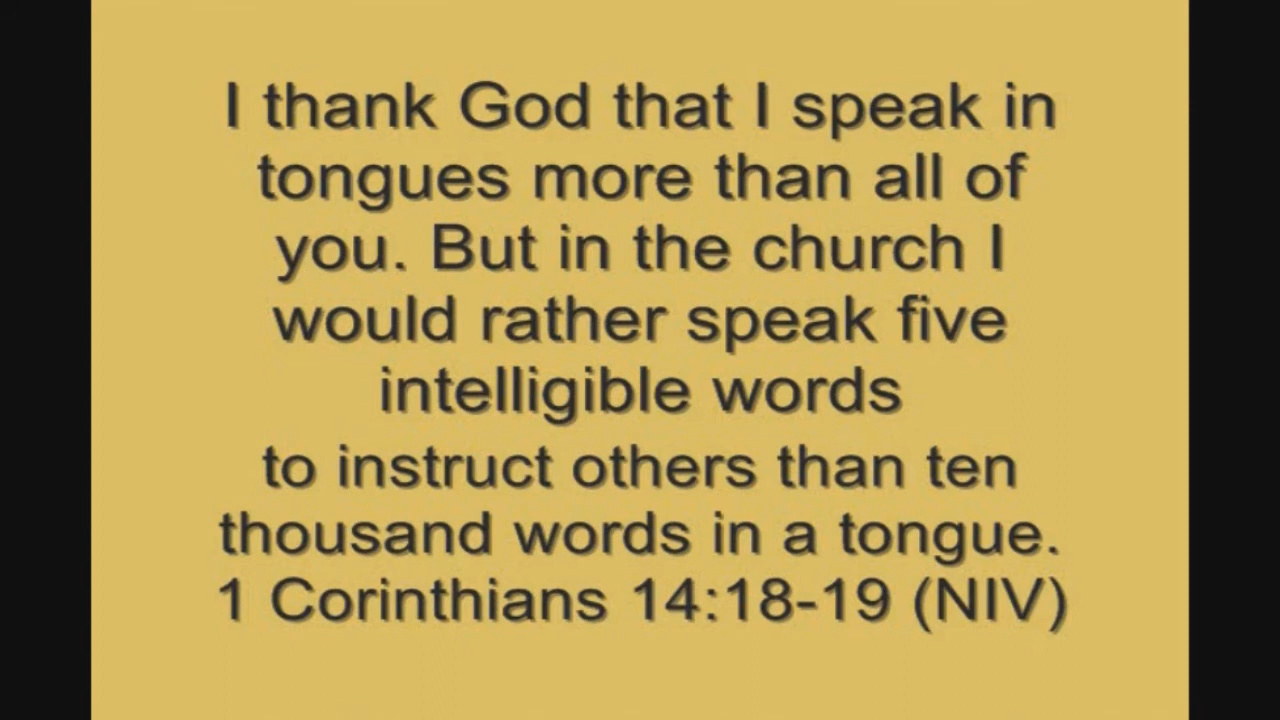 I thank God that I speak in
tongues more than all of
you. But in the church I
would rather speak five
intelligible words
to instruct others than ten
thousand words in a tongue.
1 Corinthians 14:18-19 (NIV)